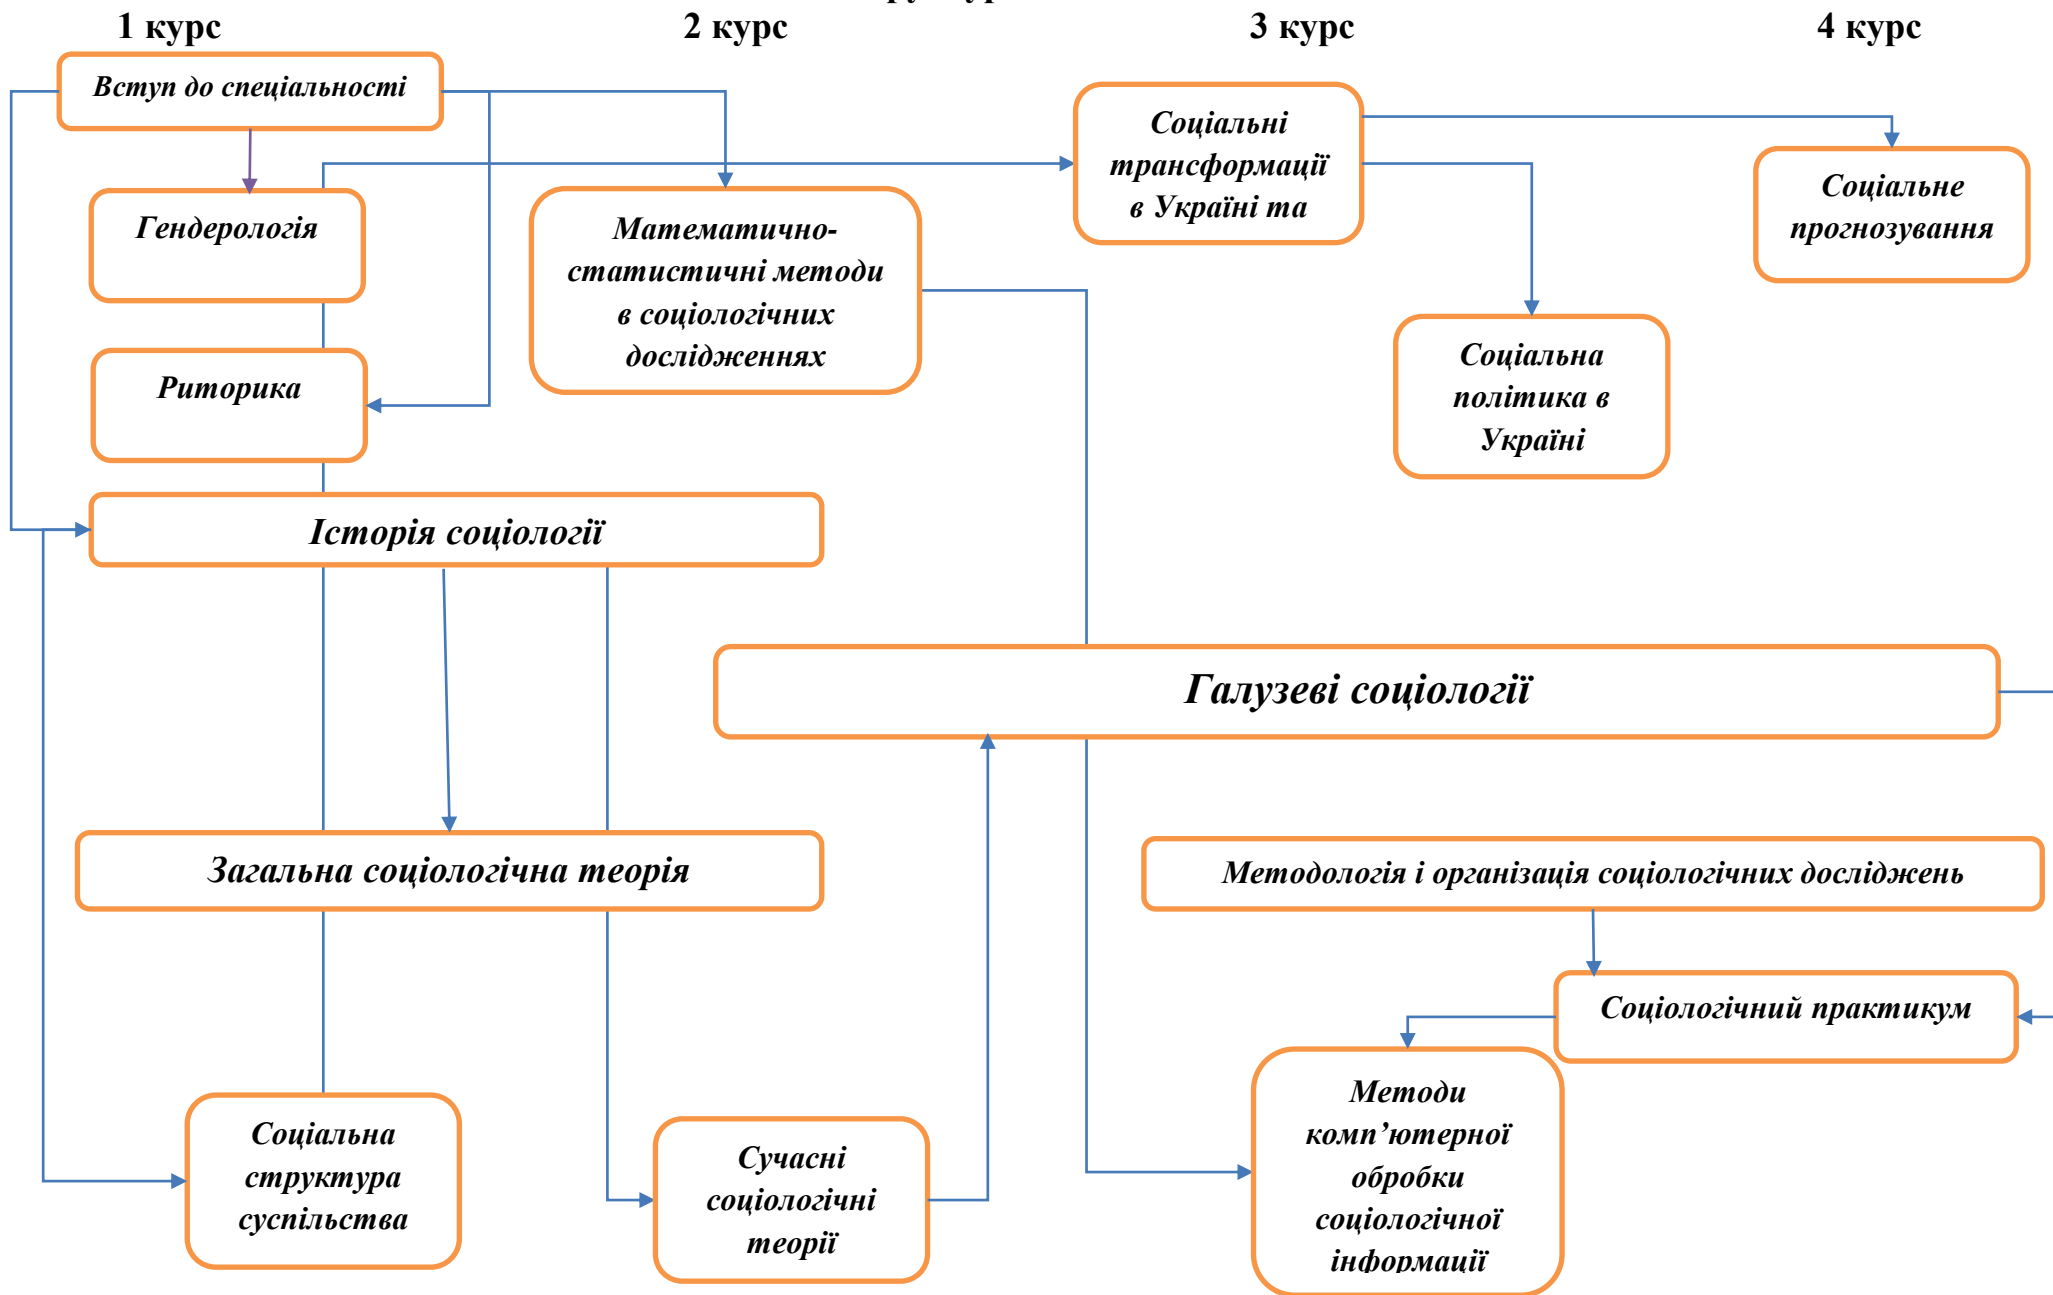 1 курс 2 курс 3 курс 4 курс
Вступ до спеціальності
Гендерологія
Риторика
Математично-
статистичні методи
в соціологічних
дослідженнях
Соціальні
трансформації
в Україні та
Соціальне
прогнозування
Соціальна
політика в
Україні
Історія соціології
Галузеві соціології
Загальна соціологічна теорія
Методологія і організація соціологічних досліджень
Соціологічний практикум
Соціальна
структура
суспільства
Сучасні
соціологічні
теорії
Методи
комп’ютерної
обробки
соціологічної
інформації